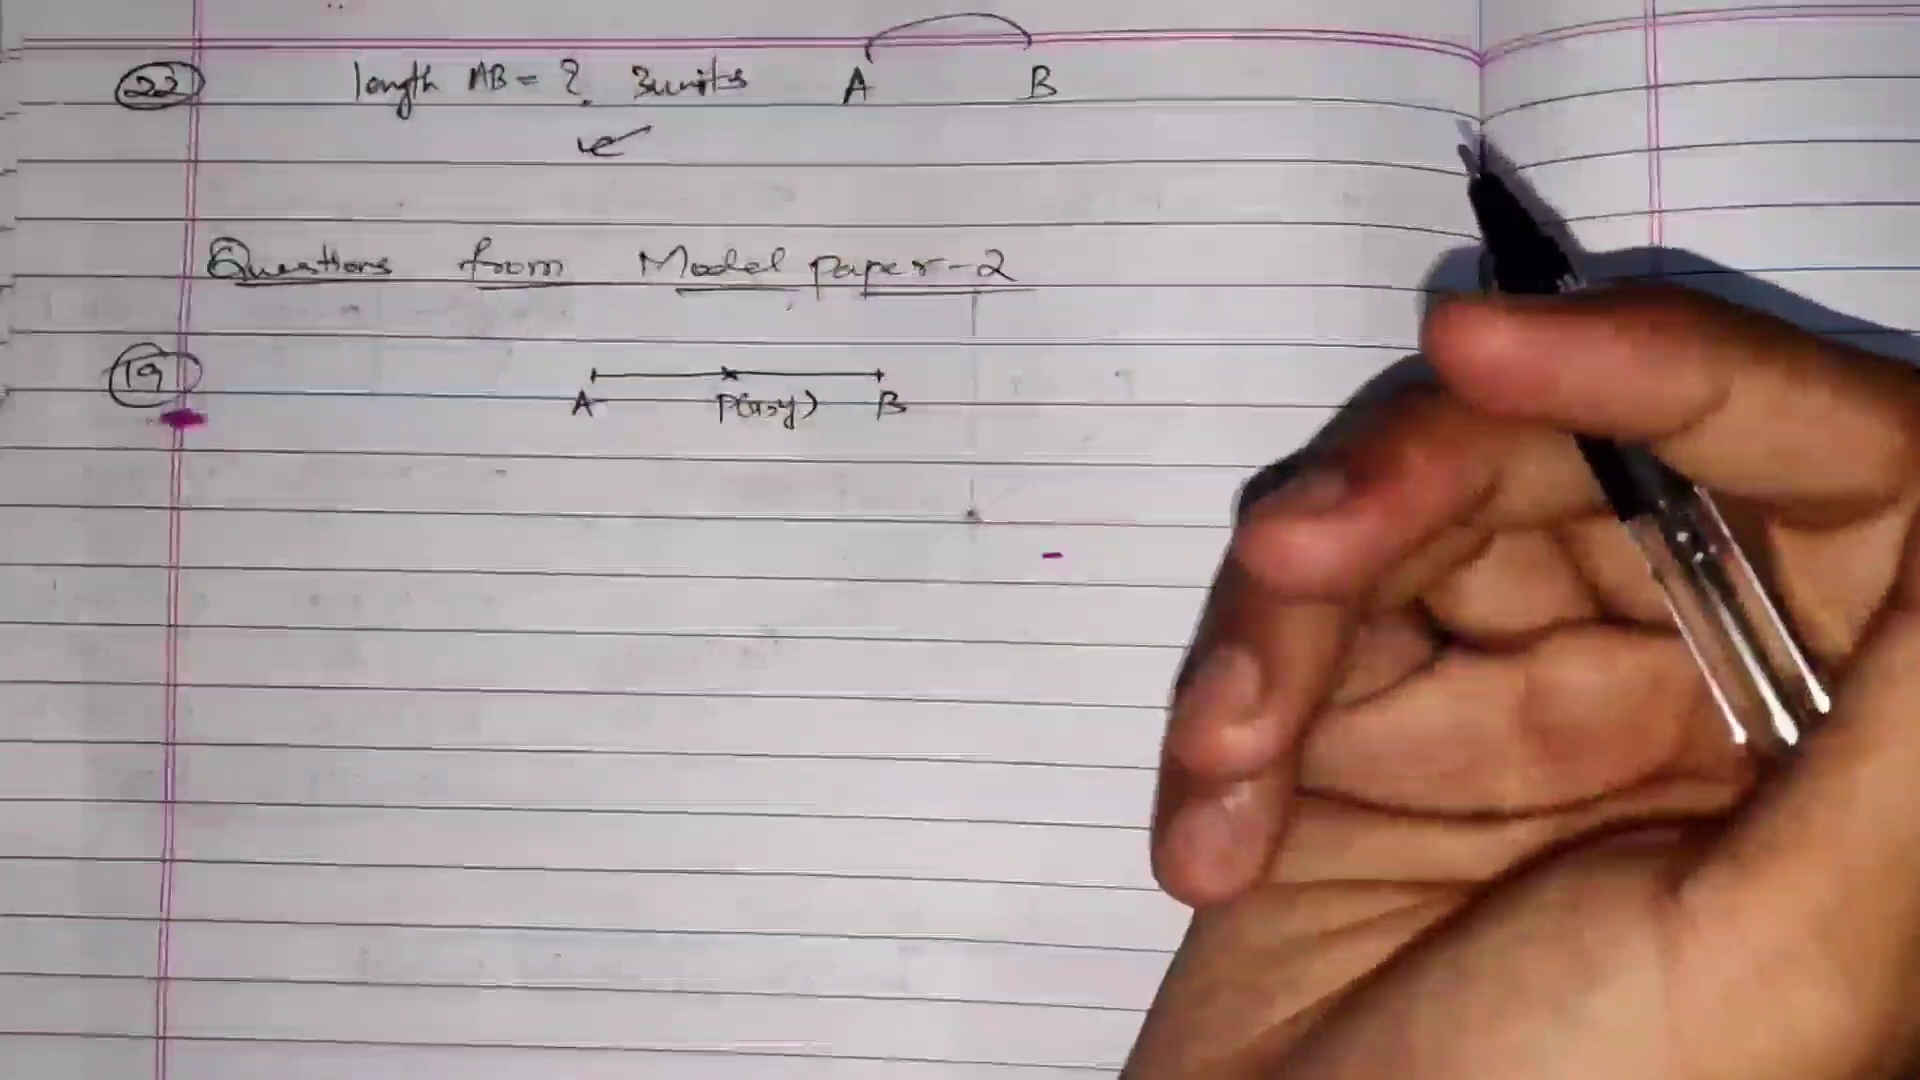 22 length AB = ? 3units A B
Questions from Model paper-2
19
A P(x,y) B